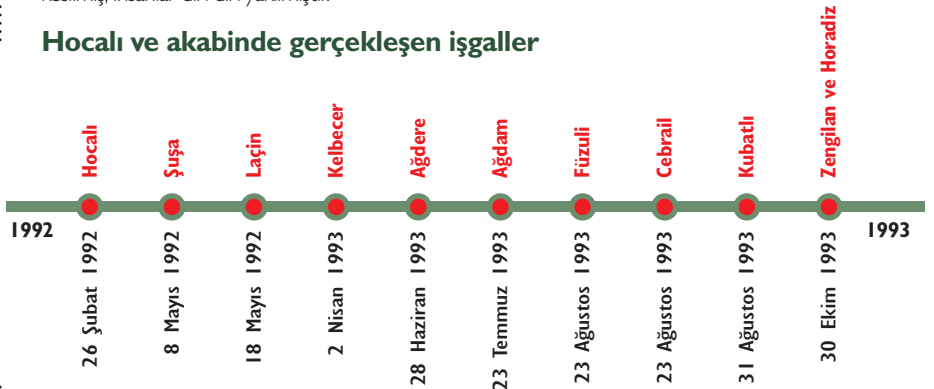 Hocalı ve akabinde gerçekleşen işgaller
Hocalı
Şuşa
Laçin
Kelbecer
Ağdere
Ağdam
Füzuli
Cebrail
Kubatlı
Zengilan ve Horadiz
1992
1993
26 Şubat 1992
8 Mayıs 1992
18 Mayıs 1992
2 Nisan 1993
28 Haziran 1993
23 Temmuz 1993
23 Ağustos 1993
23 Ağustos 1993
31 Ağustos 1993
30 Ekim 1993